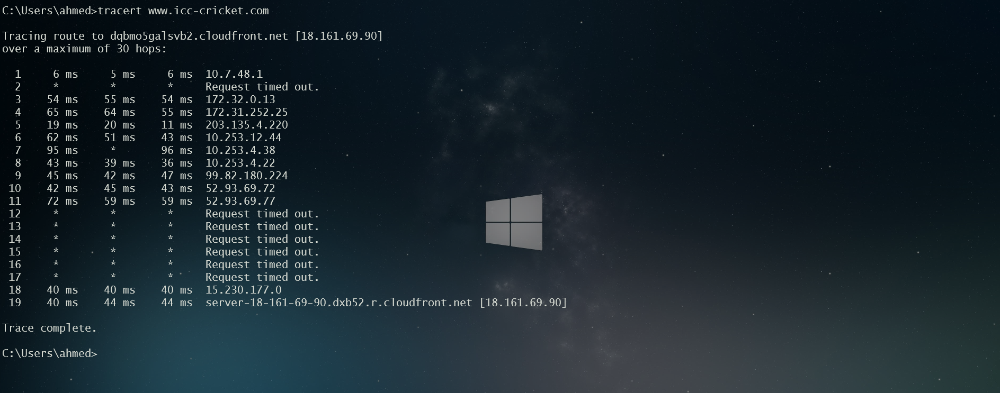 C:\Users\ahmed>tracert www.icc-cricket.com
Tracing route to dqbmo5galsvb2.cloudfront.net [18.161.69.90]
over a maximum of 30 hops:
1 6 ms 5 ms 6 ms 10.7.48.1
2 * * * Request timed out.
3 54 ms 55 ms 54 ms 172.32.0.13
4 65 ms 64 ms 55 ms 172.31.252.25
5 19 ms 20 ms 11 ms 203.135.4.220
6 62 ms 51 ms 43 ms 10.253.12.44
7 95 ms * 96 ms 10.253.4.38
8 43 ms 39 ms 36 ms 10.253.4.22
9 45 ms 42 ms 47 ms 99.82.180.224
10 42 ms 45 ms 43 ms 52.93.69.72
11 72 ms 59 ms 59 ms 52.93.69.77
12 * * * Request timed out.
13 * * * Request timed out.
14 * * * Request timed out.
15 * * * Request timed out.
16 * * * Request timed out.
17 * * * Request timed out.
18 40 ms 40 ms 40 ms 15.230.177.0
19 40 ms 44 ms 44 ms server-18-161-69-90.dxb52.r.cloudfront.net [18.161.69.90]
Trace complete.
C:\Users\ahmed>